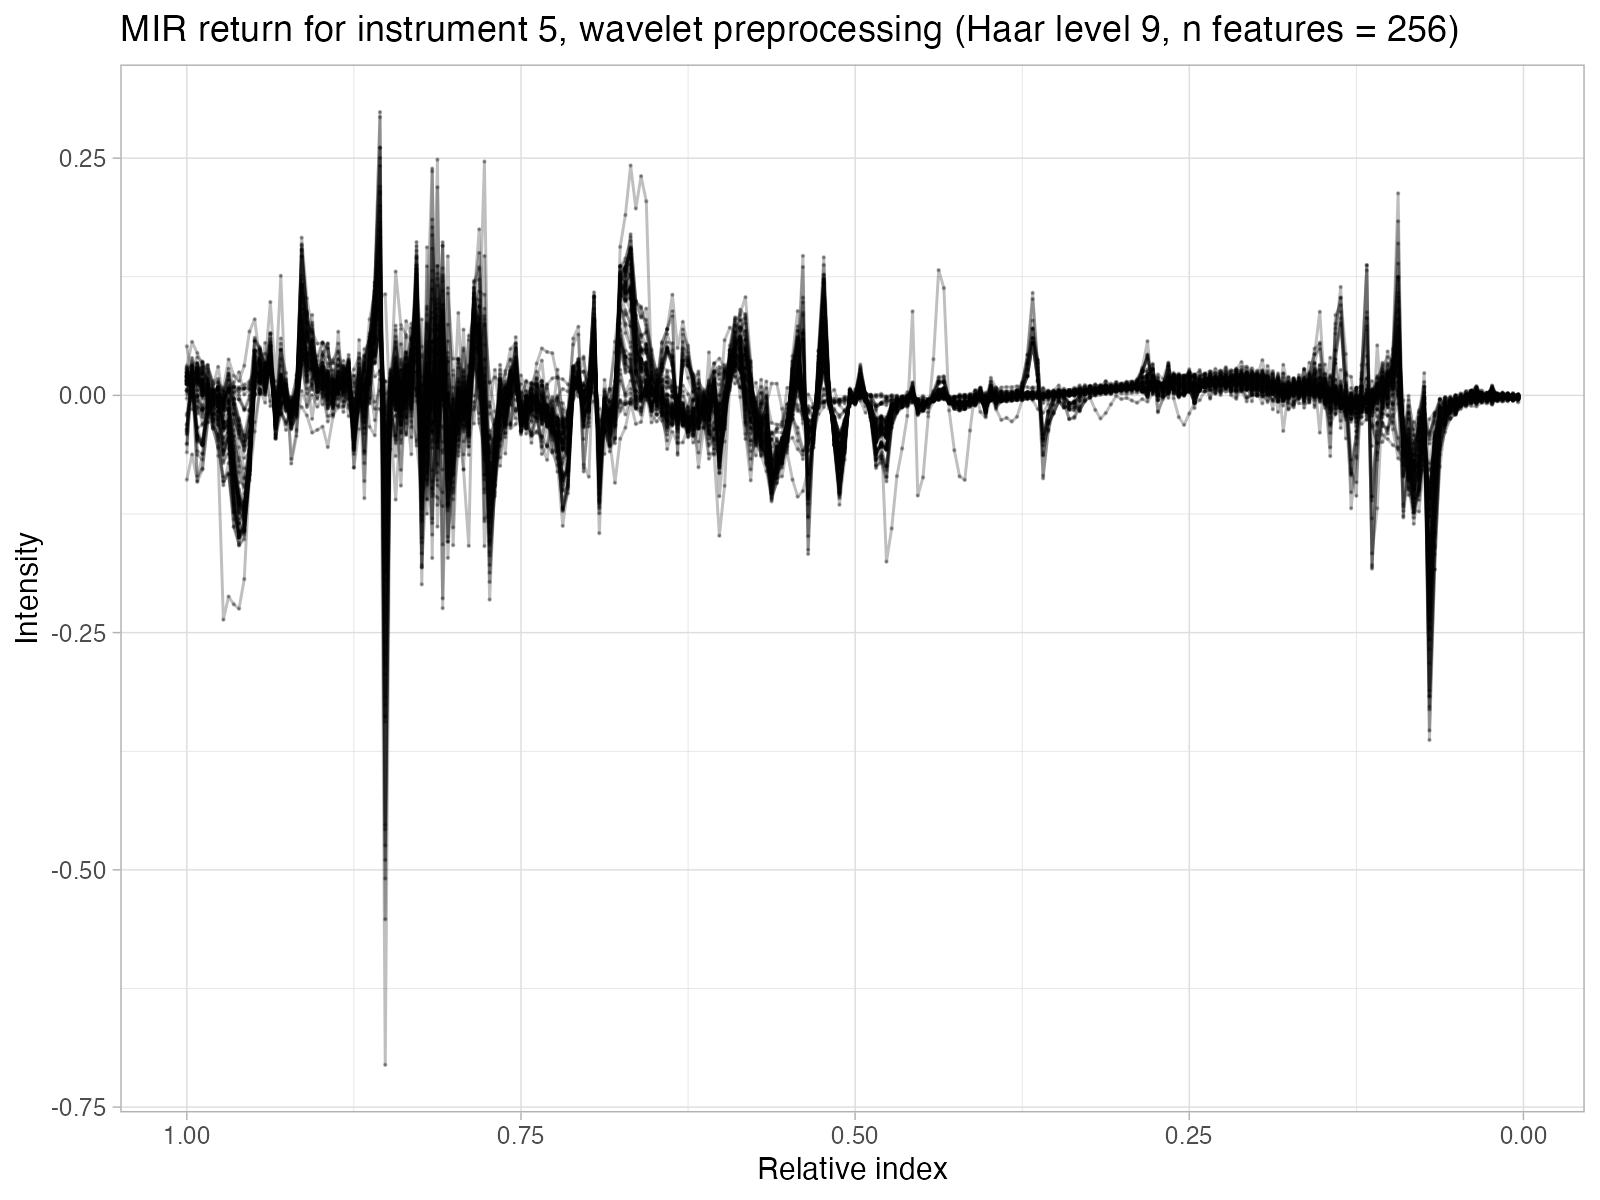 MIR return for instrument 5, wavelet preprocessing (Haar level 9, n features = 256)
Intensity
0.25
0.00
-0.25
-0.50
-0.75
1.00 0.75 0.50 0.25 0.00
Relative index